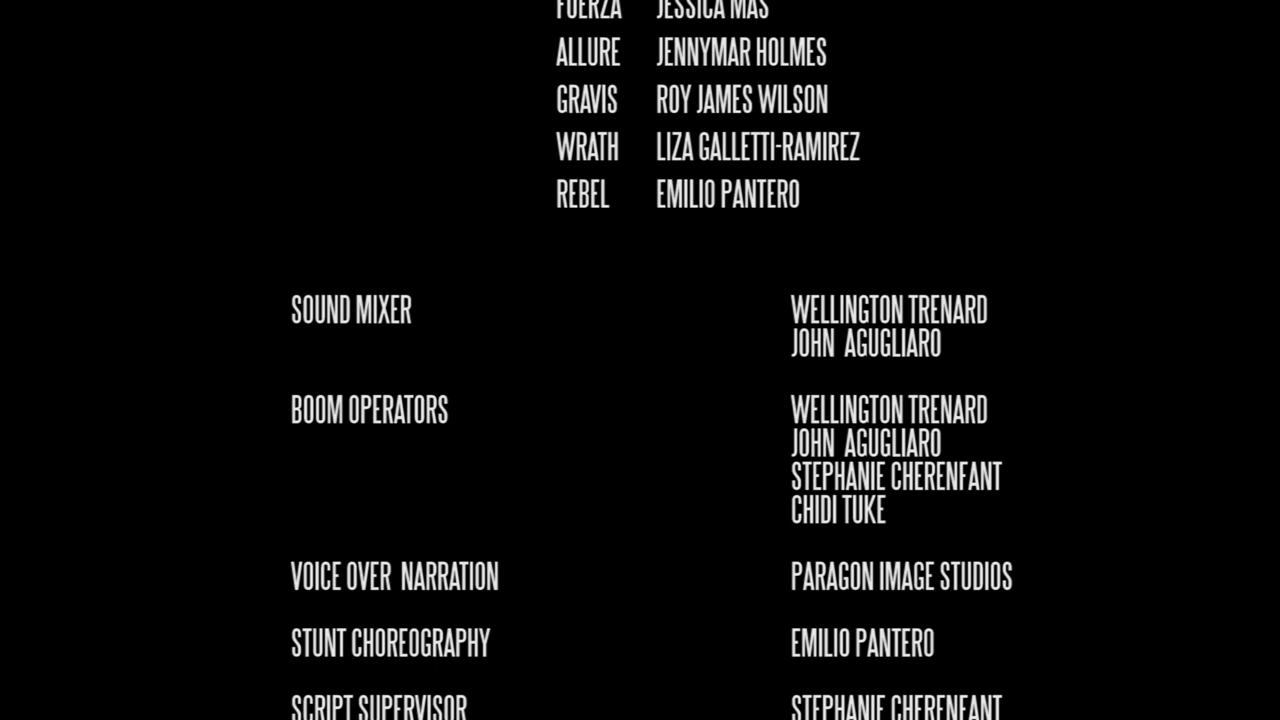 FUERZA JESSICA MAS
ALLURE JENNYMAR HOLMES
GRAVIS ROY JAMES WILSON
WRATH LIZA GALLETTI-RAMIREZ
REBEL EMILIO PANTERO
SOUND MIXER WELLINGTON TRENARD
JOHN AGUGLIARO
BOOM OPERATORS WELLINGTON TRENARD
JOHN AGUGLIARO
STEPHANIE CHERENFANT
CHIDI TUKE
VOICE OVER NARRATION PARAGON IMAGE STUDIOS
STUNT CHOREOGRAPHY EMILIO PANTERO
SCRIPT SUPERVISOR STEPHANIE CHERENFANT